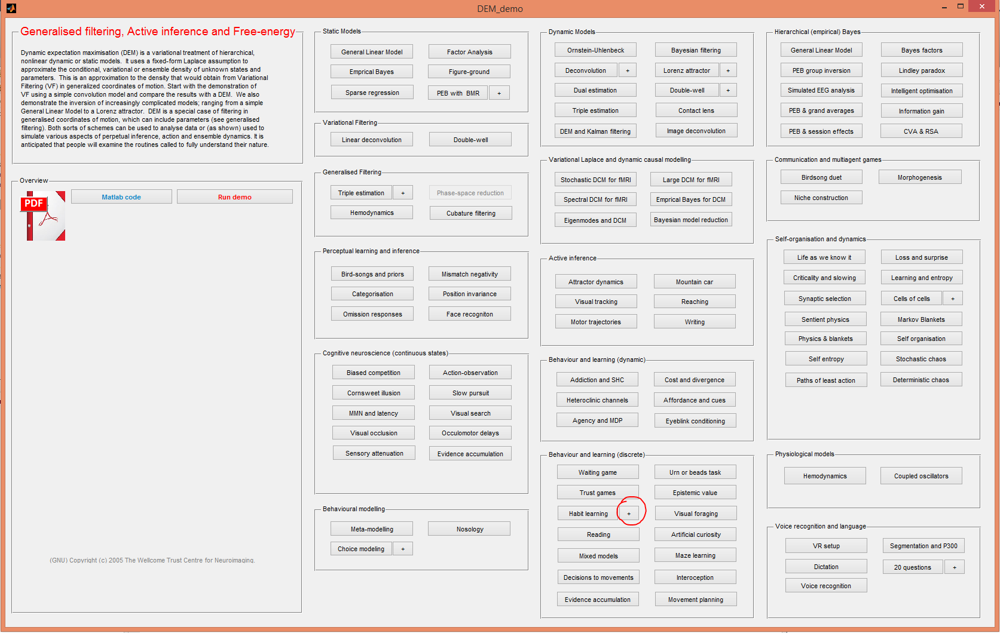 DEM_demo
Generalised filtering, Active inference and Free-energy
Dynamic expectation maximisation (DEM) is a variational treatment of hierarchical,
nonlinear dynamic or static models. It uses a fixed-form Laplace assumption to
approximate the conditional, variational or ensemble density of unknown states and
parameters. This is an approximation to the density that would obtain from Variational
Filtering (VF) in generalized coordinates of motion. Start with the demonstration of
VF using a simple convolution model and compare the results with a DEM. We also
demonstrate the inversion of increasingly complicated models; ranging from a simple
General Linear Model to a Lorenz attractor. DEM is a special case of filtering in
generalised coordinates of motion, which can include parameters (see generalised
filtering). Both sorts of schemes can be used to analyse data or (as shown) used to
simulate various aspects of perpetual inference, action and ensemble dynamics. It is
anticipated that people will examine the routines called to fully understand their nature.
Overview
PDF
Matlab code
Run demo
(GNU) Copyright (c) 2005 The Wellcome Trust Centre for Neuroimaging.
Static Models
General Linear Model
Factor Analysis
Emprical Bayes
Figure-ground
Sparse regression
PEB with BMR
+
Variational Filtering
Linear deconvolution
Double-well
Generalised Filtering
Triple estimation
+
Phase-space reduction
Hemodynamics
Cubature filtering
Perceptual learning and inference
Bird-songs and priors
Mismatch negativity
Categorisation
Position invariance
Omission responses
Face recogniton
Cognitive neuroscience (continuous states)
Biased competition
Action-observation
Cornsweet illusion
Slow pursuit
MMN and latency
Visual search
Visual occlusion
Occulomotor delays
Sensory attenuation
Evidence accumulation
Behavioural modelling
Meta-modelling
Nosology
Choice modeling
+
Dynamic Models
Ornstein-Uhlenbeck
Bayesian filtering
Deconvolution
+
Lorenz attractor
+
Dual estimation
Double-well
+
Triple estimation
Contact lens
DEM and Kalman filtering
Image deconvolution
Variational Laplace and dynamic causal modelling
Stochastic DCM for fMRI
Large DCM for fMRI
Spectral DCM for fMRI
Emprical Bayes for DCM
Eigenmodes and DCM
Bayesian model reduction
Active inference
Attractor dynamics
Mountain car
Visual tracking
Reaching
Motor trajectories
Writing
Behaviour and learning (dynamic)
Addiction and SHC
Cost and divergence
Heteroclinic channels
Affordance and cues
Agency and MDP
Eyeblink conditioning
Behaviour and learning (discrete)
Waiting game
Urn or beads task
Trust games
Epistemic value
Habit learning
+
Visual foraging
Reading
Artificial curiosity
Mixed models
Maze learning
Decisions to movements
Interoception
Evidence accumulation
Movement planning
Hierarchical (empirical) Bayes
General Linear Model
Bayes factors
PEB group inversion
Lindley paradox
Simulated EEG analysis
Intelligent optimisation
PEB & grand averages
Information gain
PEB & session effects
CVA & RSA
Communication and multiagent games
Birdsong duet
Morphogenesis
Niche construction
Self-organisation and dynamics
Life as we know it
Loss and surprise
Criticality and slowing
Learning and entropy
Synaptic selection
Cells of cells
+
Sentient physics
Markov Blankets
Physics & blankets
Self organisation
Self entropy
Stochastic chaos
Paths of least action
Deterministic chaos
Physiological models
Hemodynamics
Coupled oscillators
Voice recognition and language
VR setup
Segmentation and P300
Dictation
20 questions
+
Voice recognition